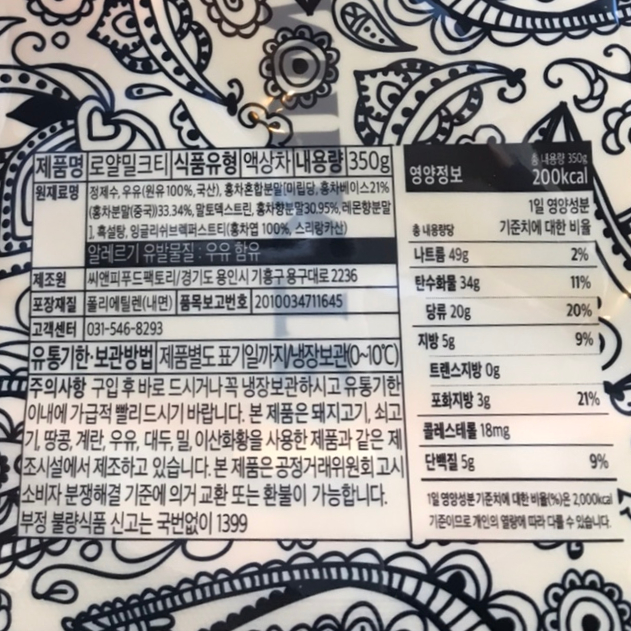 제품명 로얄밀크티 식품유형 액상차 내용량 350g
원재료명 정제수, 우유(원유100%, 국산), 홍차혼합분말[미립당, 홍차베이스21%
(홍차분말(중국)33.34%, 말토덱스트린, 홍차향분말30.95%, 레몬향분말
], 흑설탕, 잉글리쉬브렉퍼스트티(홍차엽 100%, 스리랑카산)
알레르기 유발물질 : 우유 함유
제조원 씨앤피푸드팩토리/경기도 용인시 기흥구 용구대로 2236
포장재질 폴리에틸렌(내면) 품목보고번호 2010034711645
고객센터 031-546-8293
유통기한·보관방법 제품별도 표기일까지/냉장보관(0~10℃)
주의사항 구입 후 바로 드시거나 꼭 냉장보관하시고 유통기한
이내에 가급적 빨리 드시기 바랍니다. 본 제품은 돼지고기, 쇠고
기, 땅콩, 계란, 우유, 대두, 밀, 이산화황을 사용한 제품과 같은 제
조시설에서 제조하고 있습니다. 본 제품은 공정거래위원회 고시
소비자 분쟁해결 기준에 의거 교환 또는 환불이 가능합니다.
부정 불량식품 신고는 국번없이 1399
영양정보 총 내용량 350g
200kcal
총 내용량당 1일 영양성분
기준치에 대한 비율
나트륨 49g 2%
탄수화물 34g 11%
당류 20g 20%
지방 5g 9%
트랜스지방 0g
포화지방 3g 21%
콜레스테롤 18mg
단백질 5g 9%
1일 영양성분 기준치에 대한 비율(%)은 2,000kcal
기준이므로 개인의 열량에 따라 다를 수 있습니다.